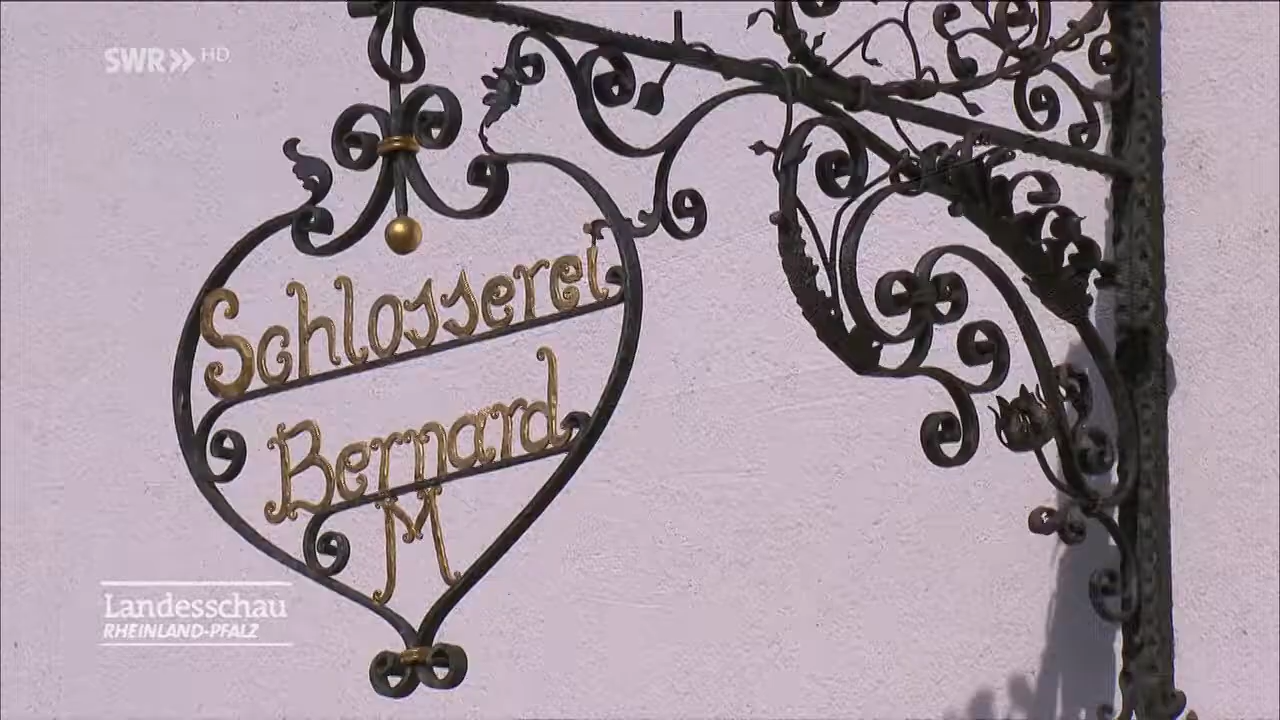 SWR HD
Schlosserei
Bernard
M
Landesschau
RHEINLAND-PFALZ